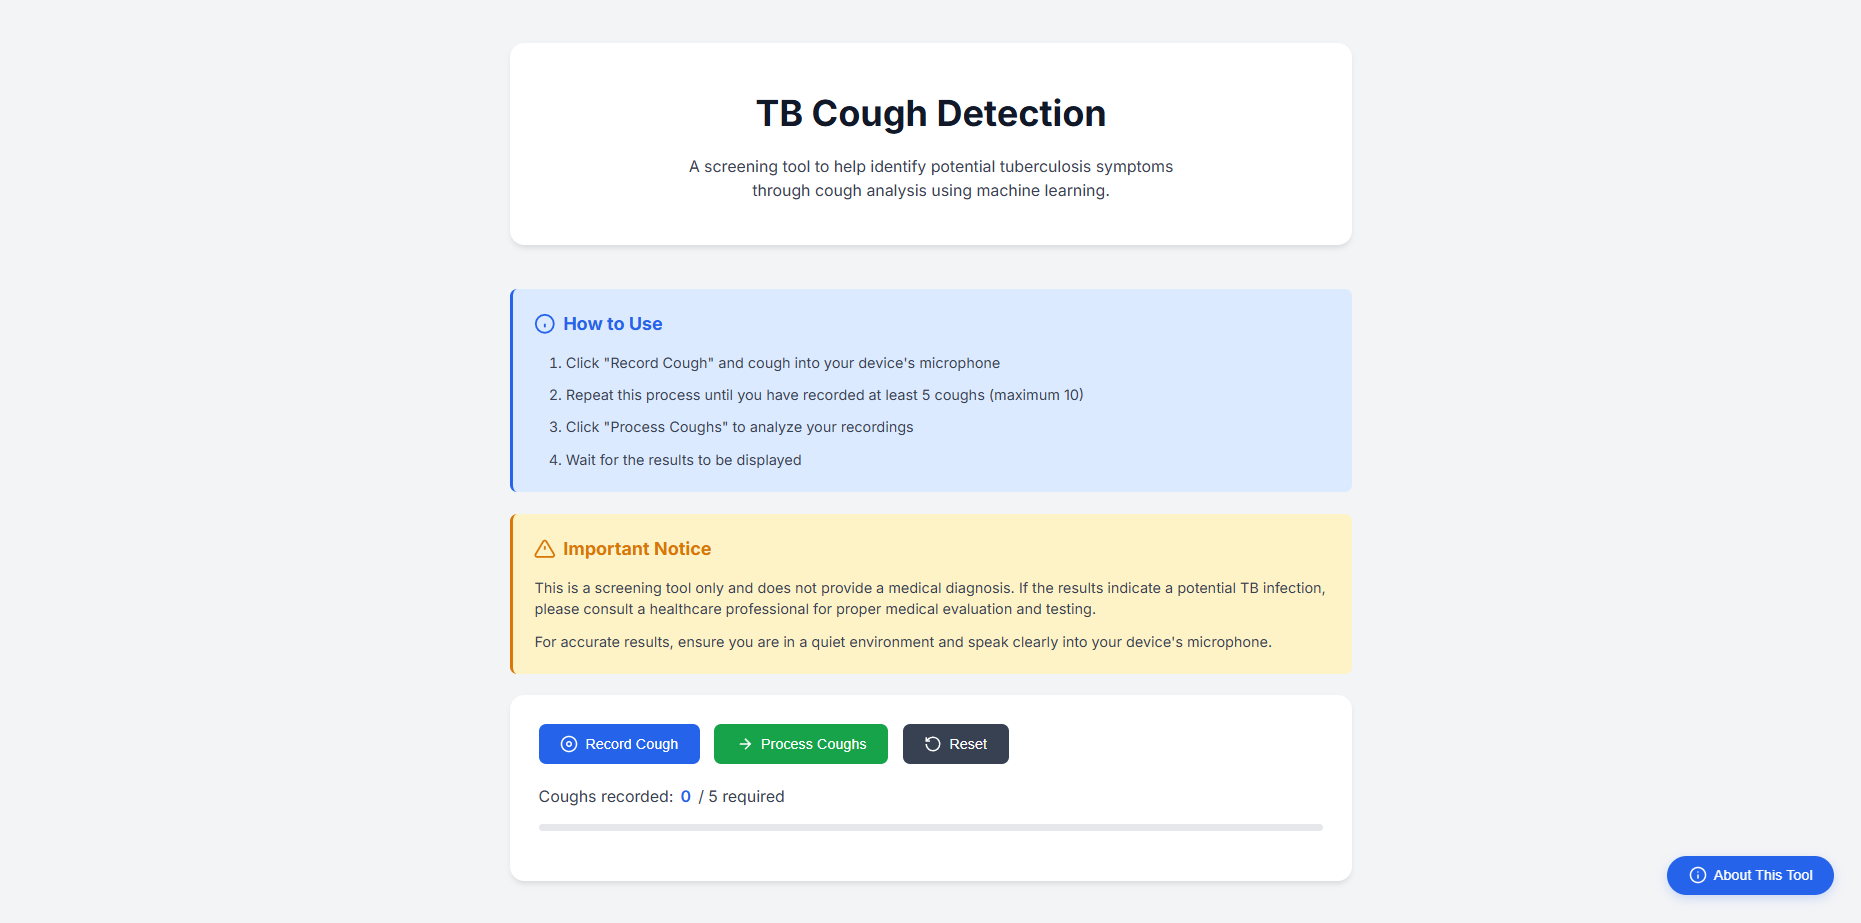 TB Cough Detection
A screening tool to help identify potential tuberculosis symptoms
through cough analysis using machine learning.
How to Use
1. Click "Record Cough" and cough into your device's microphone
2. Repeat this process until you have recorded at least 5 coughs (maximum 10)
3. Click "Process Coughs" to analyze your recordings
4. Wait for the results to be displayed
Important Notice
This is a screening tool only and does not provide a medical diagnosis. If the results indicate a potential TB infection,
please consult a healthcare professional for proper medical evaluation and testing.
For accurate results, ensure you are in a quiet environment and speak clearly into your device's microphone.
Record Cough Process Coughs Reset
Coughs recorded: 0 / 5 required
About This Tool